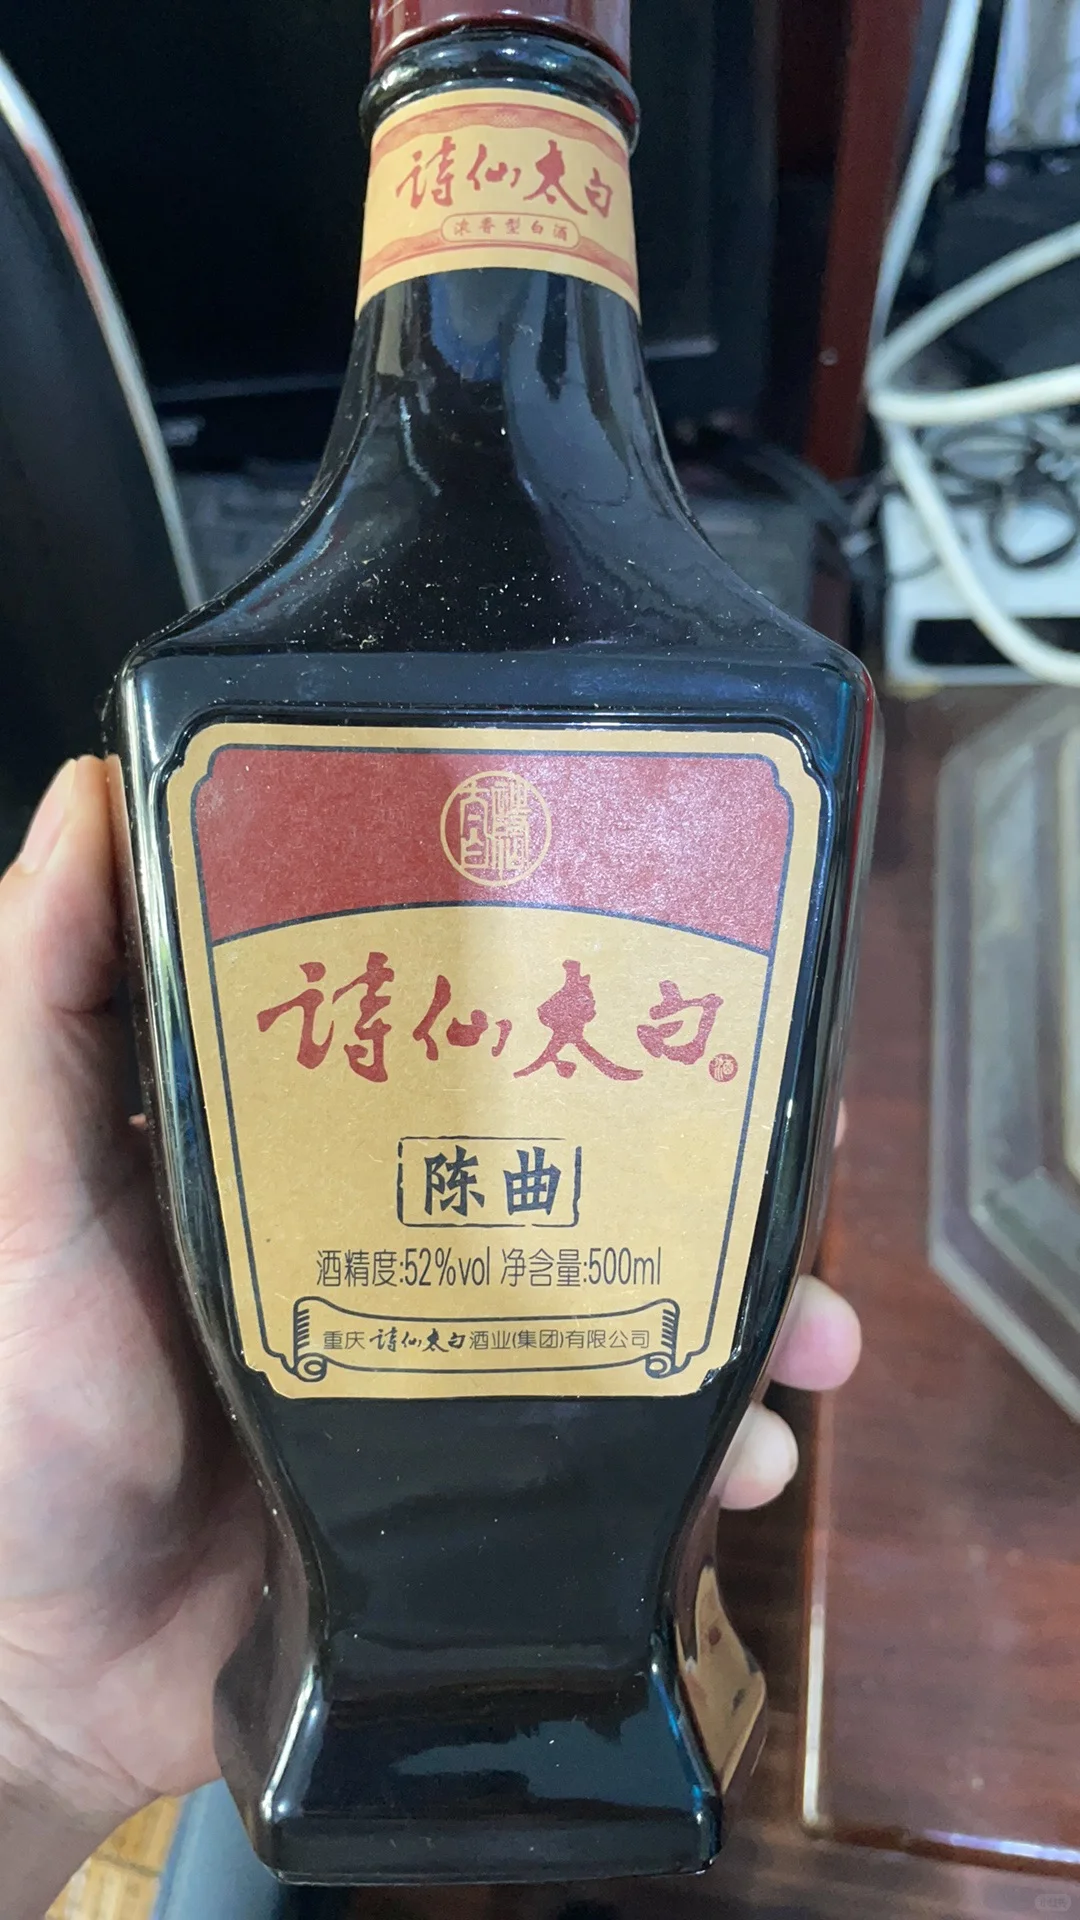 诗仙太白
浓香型白酒
诗仙太白
酒
陈曲
酒精度:52%vol 净含量:500ml
重庆诗仙太白酒业(集团)有限公司